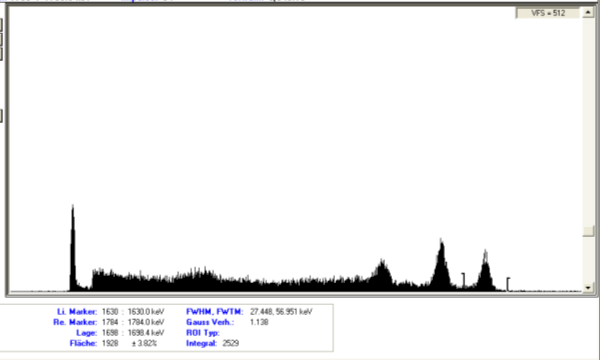 VFS = 512
Li. Marker: 1630 : 1630.0 keV FWHM, FWTM: 27.448, 56.951 keV
Re. Marker: 1784 : 1784.0 keV Gauss Verh.: 1.138
Lage: 1698 : 1698.4 keV ROI Typ:
Fläche: 1928 ± 3.82% Integral: 2529